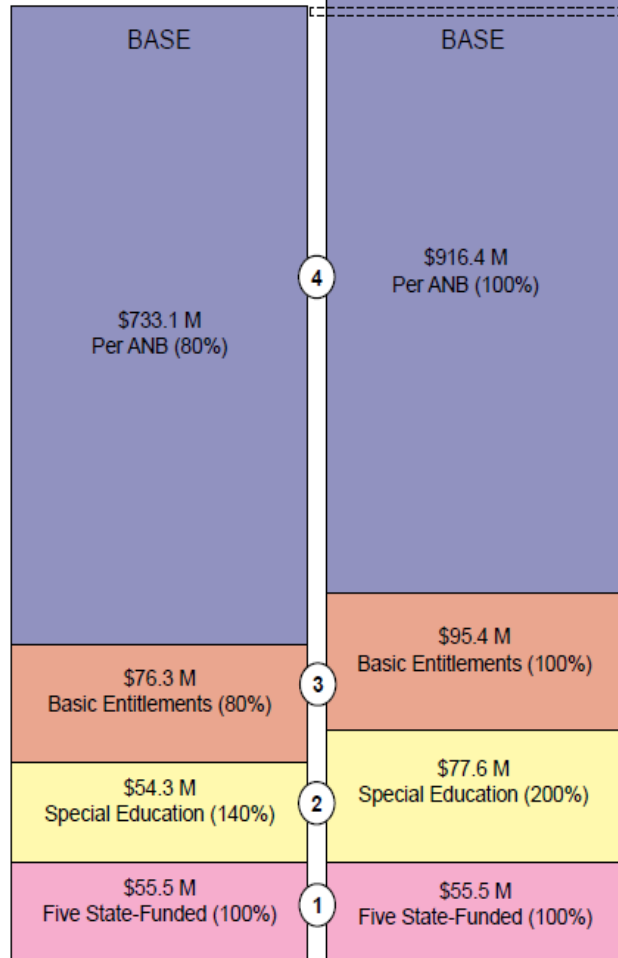 BASE
$733.1 M
Per ANB (80%)
$76.3 M
Basic Entitlements (80%)
$54.3 M
Special Education (140%)
$55.5 M
Five State-Funded (100%)
4
3
2
1
BASE
$916.4 M
Per ANB (100%)
$95.4 M
Basic Entitlements (100%)
$77.6 M
Special Education (200%)
$55.5 M
Five State-Funded (100%)